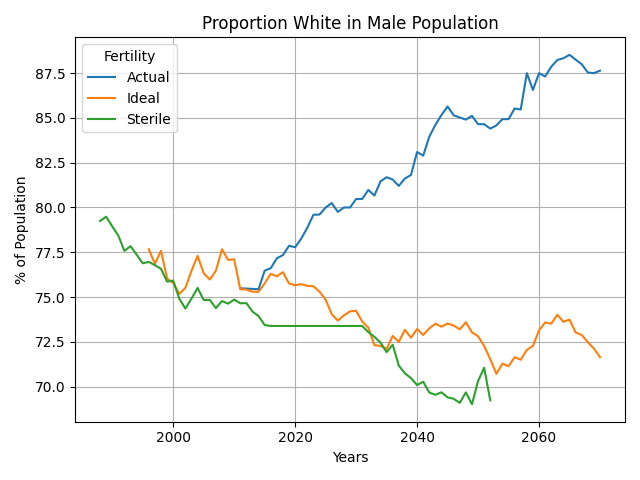 Proportion White in Male Population
Fertility
Actual
Ideal
Sterile
% of Population
87.5
85.0
82.5
80.0
77.5
75.0
72.5
70.0
2000 2020 2040 2060
Years